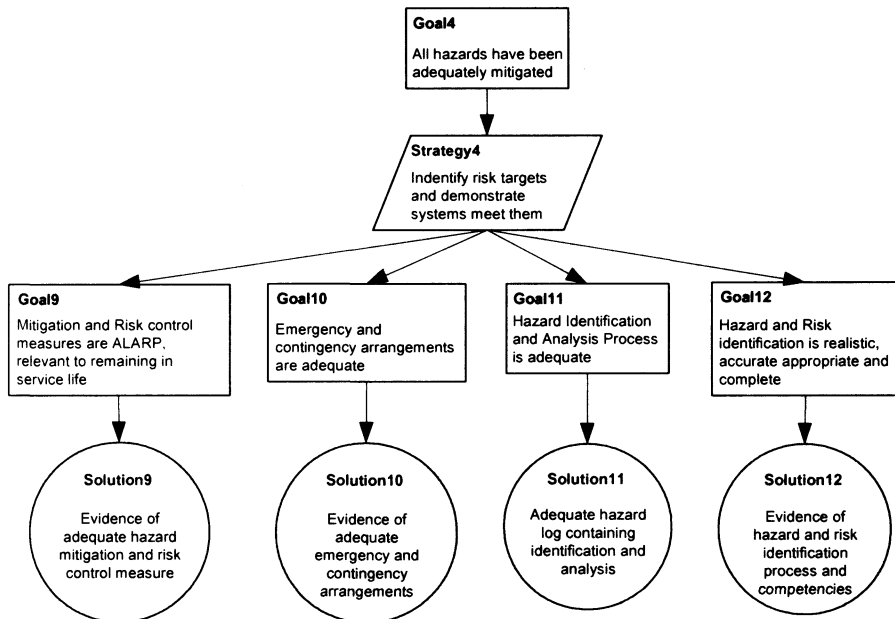 Goal4
All hazards have been
adequately mitigated
Strategy4
Indentify risk targets
and demonstrate
systems meet them
Goal9
Mitigation and Risk control
measures are ALARP,
relevant to remaining in
service life
Goal10
Emergency and
contingency arrangements
are adequate
Goal11
Hazard Identification
and Analysis Process
is adequate
Goal12
Hazard and Risk
identification is realistic,
accurate appropriate and
complete
Solution9
Evidence of
adequate hazard
mitigation and risk
control measure
Solution10
Evidence of
adequate
emergency and
contingency
arrangements
Solution11
Adequate hazard
log containing
identification and
analysis
Solution12
Evidence of
hazard and risk
identification
process and
competencies